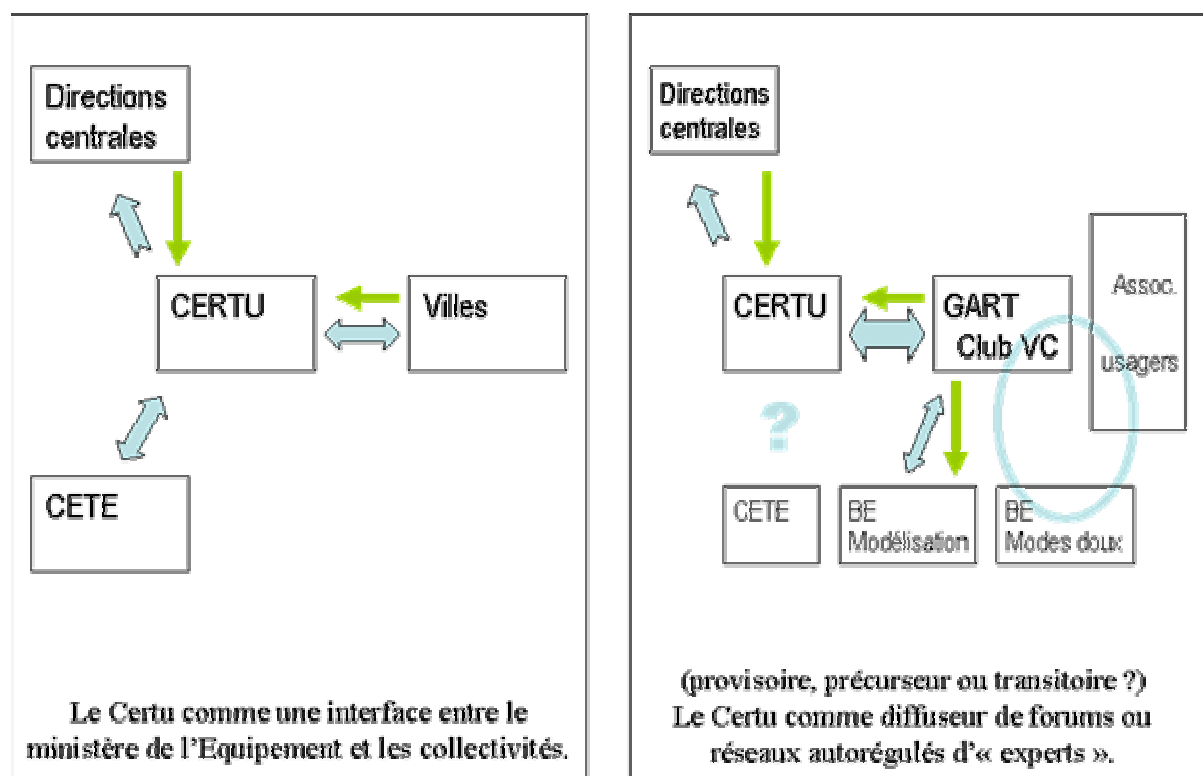 Directions
centrales
CERTU
Villes
CETE
Le Certu comme une interface entre le
ministère de l'Equipement et les collectivités.
Directions
centrales
CERTU
GART
Club VC
Assoc.
usagers
?
CETE
BE
Modélisation
BE
Modes doux
(provisoire, précurseur ou transitoire ?)
Le Certu comme diffuseur de forums ou
réseaux autorégulés d'« experts ».